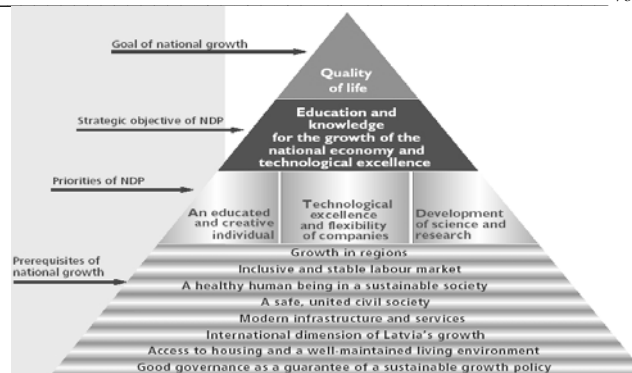 Goal of national growth
Quality
of life
Strategic objective of NDP
Education and
knowledge
for the growth of the
national economy and
technological excellence
Priorities of NDP
An educated
and creative
individual
Technological
excellence
and flexibility
of companies
Development
of science and
research
Prerequisites of
national growth
Growth in regions
Inclusive and stable labour market
A healthy human being in a sustainable society
A safe, united civil society
Modern infrastructure and services
International dimension of Latvia's growth
Access to housing and a well-maintained living environment
Good governance as a guarantee of a sustainable growth policy